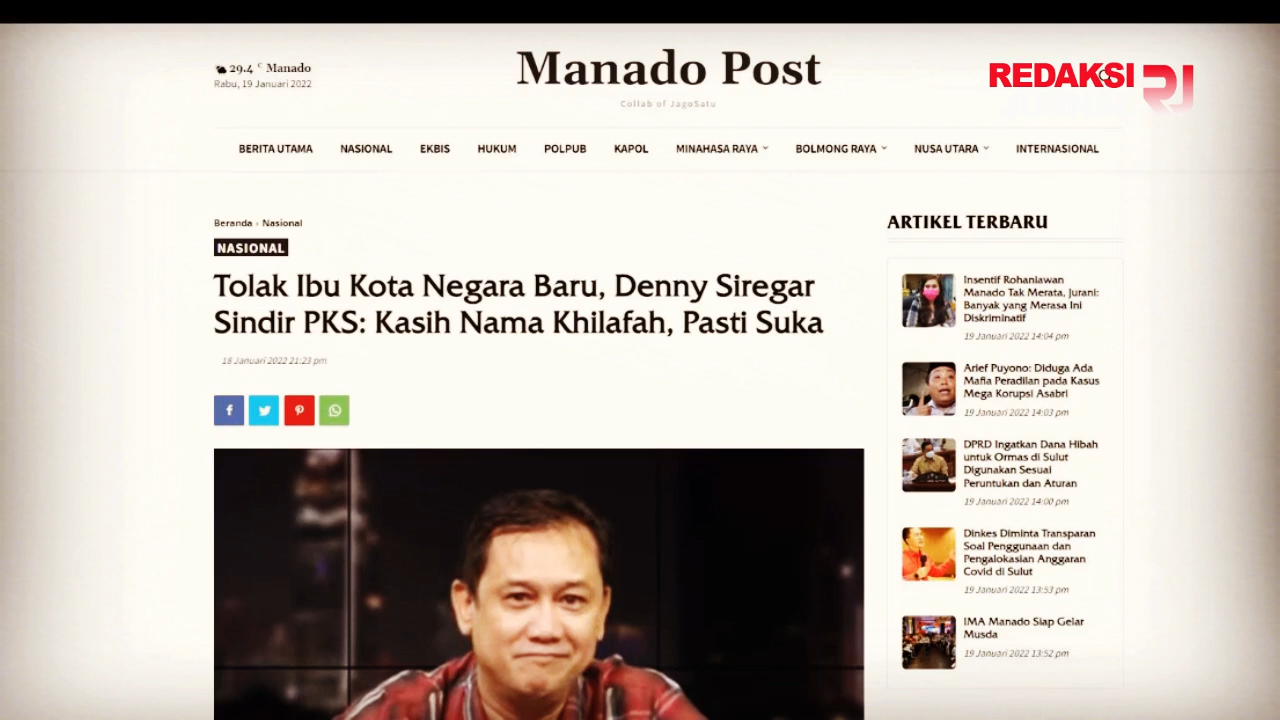 29.4 C Manado
Rabu, 19 Januari 2022
Manado Post
Collab of JagoSatu
REDAKSI
RJ
BERITA UTAMA NASIONAL EKBIS HUKUM POLPUB KAPOL MINAHASA RAYA BOLMONG RAYA NUSA UTARA INTERNASIONAL
Beranda › Nasional
NASIONAL
Tolak Ibu Kota Negara Baru, Denny Siregar
Sindir PKS: Kasih Nama Khilafah, Pasti Suka
18 Januari 2022 21:23 pm
ARTIKEL TERBARU
Insentif Rohaniawan
Manado Tak Merata, Jurani:
Banyak yang Merasa Ini
Diskriminatif
19 Januari 2022 14:04 pm
Arief Puyono: Diduga Ada
Mafia Peradilan pada Kasus
Mega Korupsi Asabri
19 Januari 2022 14:03 pm
DPRD Ingatkan Dana Hibah
untuk Ormas di Sulut
Digunakan Sesuai
Peruntukan dan Aturan
19 Januari 2022 14:00 pm
Dinkes Diminta Transparan
Soal Penggunaan dan
Pengalokasian Anggaran
Covid di Sulut
19 Januari 2022 13:53 pm
IMA Manado Siap Gelar
Musda
19 Januari 2022 13:52 pm